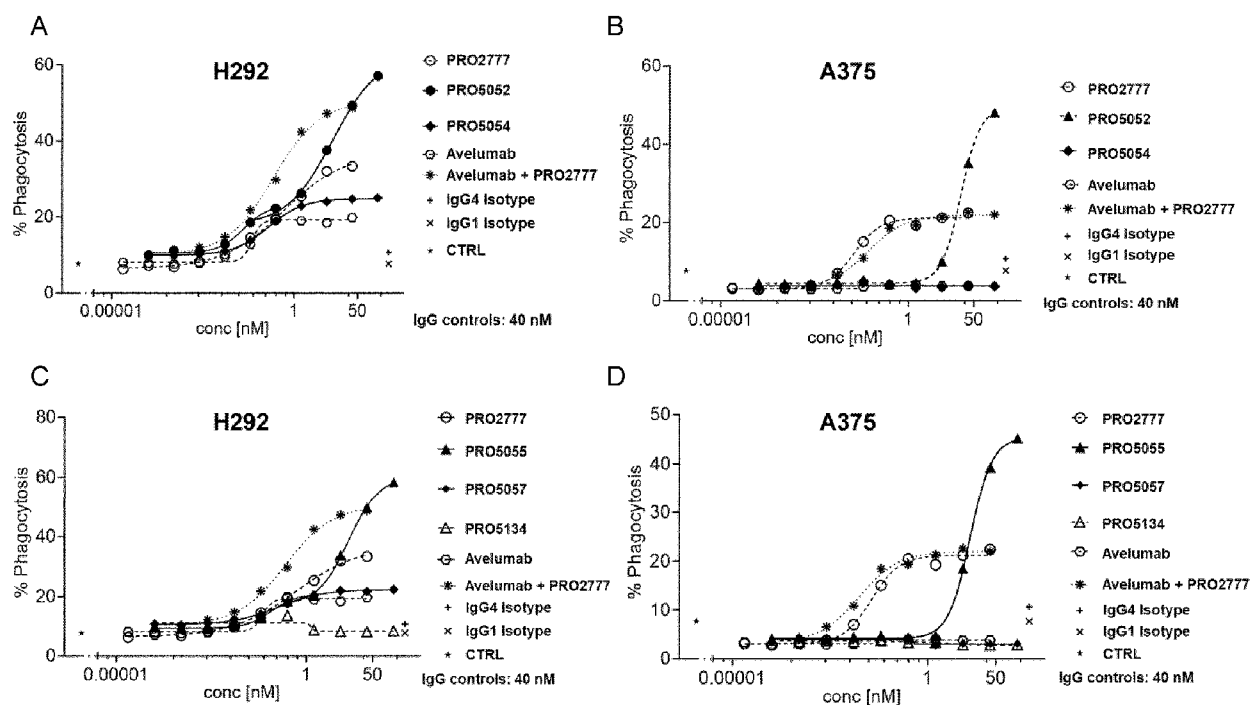 A
H292
60
40
20
0
% Phagocytosis
0.00001
1
50
conc [nM]
PRO2777
PRO5052
PRO5054
Avelumab
Avelumab + PRO2777
IgG4 Isotype
IgG1 Isotype
CTRL
IgG controls: 40 nM
B
A375
60
40
20
0
% Phagocytosis
0.00001
1
50
conc [nM]
PRO2777
PRO5052
PRO5054
Avelumab
Avelumab + PRO2777
IgG4 Isotype
IgG1 Isotype
CTRL
IgG controls: 40 nM
C
H292
80
60
40
20
0
% Phagocytosis
0.00001
1
50
conc [nM]
PRO2777
PRO5055
PRO5057
PRO5134
Avelumab
Avelumab + PRO2777
IgG4 Isotype
IgG1 Isotype
CTRL
IgG controls: 40 nM
D
A375
50
40
30
20
10
0
% Phagocytosis
0.00001
1
50
conc [nM]
PRO2777
PRO5055
PRO5057
PRO5134
Avelumab
Avelumab + PRO2777
IgG4 Isotype
IgG1 Isotype
CTRL
IgG controls: 40 nM